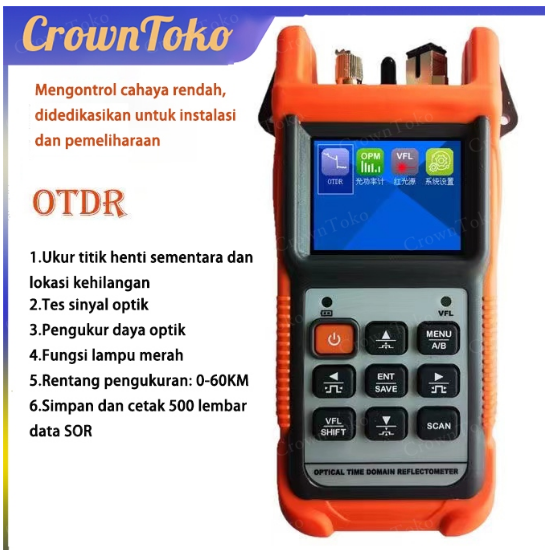 CrownToko
Mengontrol cahaya rendah,
didedikasikan untuk instalasi
dan pemeliharaan
OTDR
1.Ukur titik henti sementara dan
lokasi kehilangan
2.Tes sinyal optik
3.Pengukur daya optik
4.Fungsi lampu merah
5.Rentang pengukuran: 0-60KM
6.Simpan dan cetak 500 lembar
data SOR
OPM VFL
OTDR 光功率计 红光源 系统设置
VFL
MENU
A/B
ENT
SAVE
VFL
SHIFT
SCAN
OPTICAL TIME DOMAIN REFLECTOMETER
CrownToko
CrownToko
CrownToko